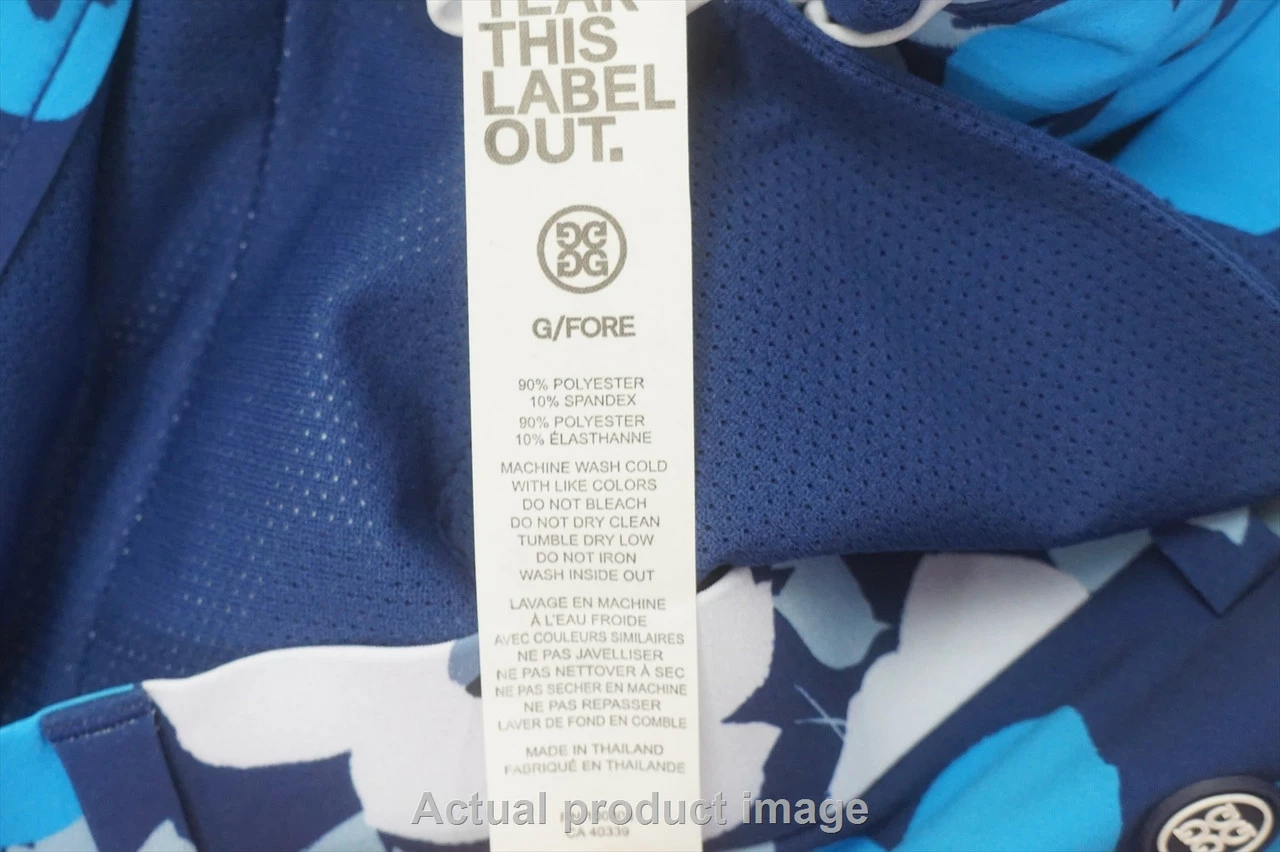 TEAR
THIS
LABEL
OUT.
G/FORE
90% POLYESTER
10% SPANDEX
90% POLYESTER
10% ÉLASTHANNE
MACHINE WASH COLD
WITH LIKE COLORS
DO NOT BLEACH
DO NOT DRY CLEAN
TUMBLE DRY LOW
DO NOT IRON
WASH INSIDE OUT
LAVAGE EN MACHINE
À L'EAU FROIDE
AVEC COULEURS SIMILAIRES
NE PAS JAVELLISER
NE PAS NETTOVER À SEC
NE PAS SECHER EN MACHINE
NE PAS REPASSER
LAVER DE FOND EN COMBLE
MADE IN THAILAND
FABRIQUÉ EN THAILANDE
Actual product image
CA 40339